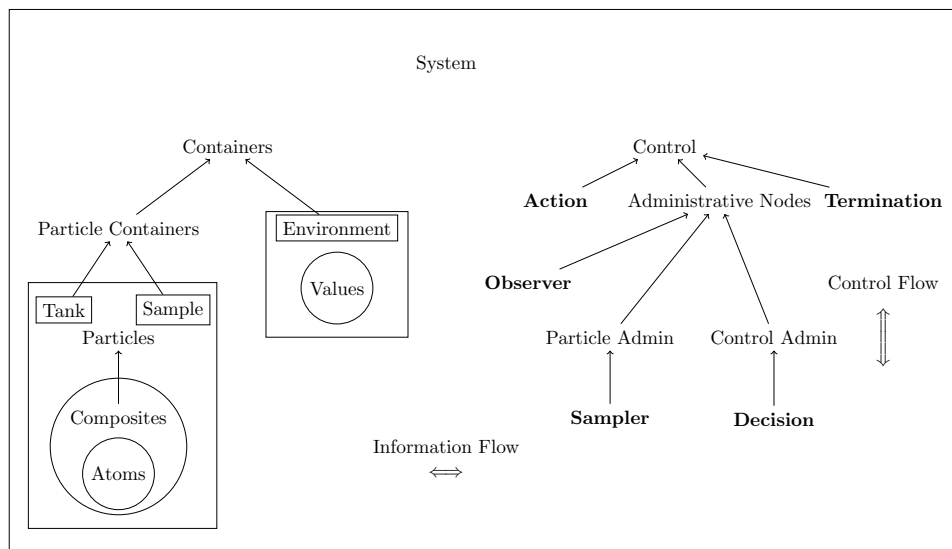 System
Containers
Control
Action
Administrative Nodes
Termination
Particle Containers
Environment
Observer
Control Flow
Values
Tank
Sample
Particles
Particle Admin
Control Admin
Composites
Sampler
Decision
Information Flow
Atoms